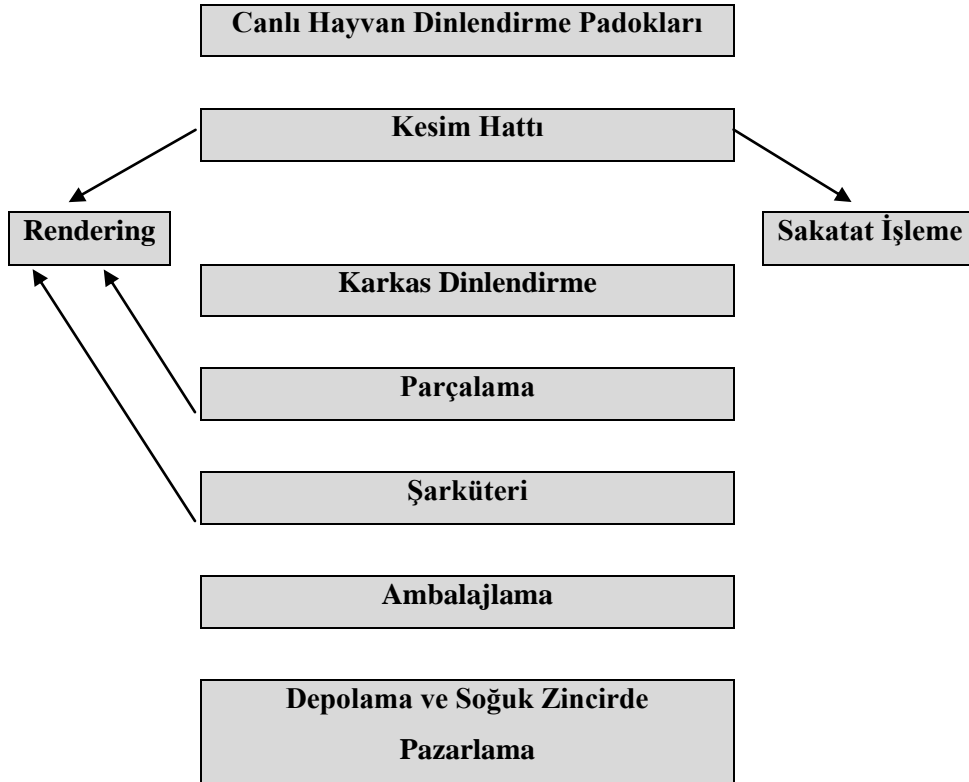 Canlı Hayvan Dinlendirme Padokları
Kesim Hattı
Rendering
Sakatat İşleme
Karkas Dinlendirme
Parçalama
Şarküteri
Ambalajlama
Depolama ve Soğuk Zincirde
Pazarlama